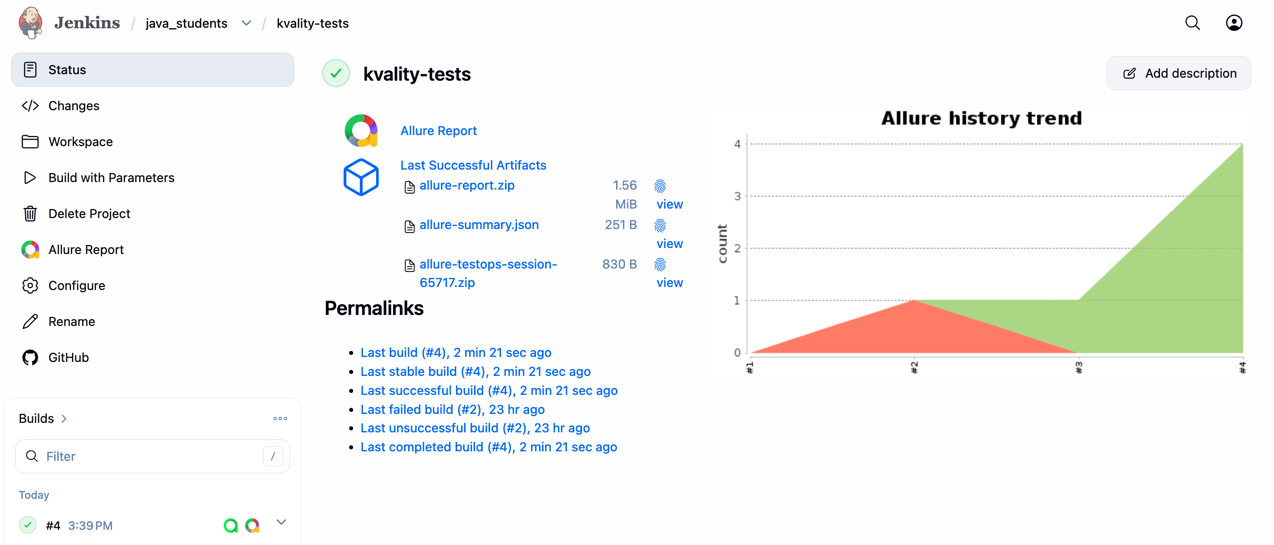 Jenkins / java_students / kvality-tests
Status
Changes
Workspace
Build with Parameters
Delete Project
Allure Report
Configure
Rename
GitHub
Builds
Filter /
Today
#4 3:39 PM
kvality-tests
Add description
Allure Report
Last Successful Artifacts
allure-report.zip 1.56
MiB view
allure-summary.json 251 B
view
allure-testops-session- 830 B
65717.zip view
Permalinks
• Last build (#4), 2 min 21 sec ago
• Last stable build (#4), 2 min 21 sec ago
• Last successful build (#4), 2 min 21 sec ago
• Last failed build (#2), 23 hr ago
• Last unsuccessful build (#2), 23 hr ago
• Last completed build (#4), 2 min 21 sec ago
Allure history trend
count
4
3
2
1
0
#1 #2 #3 #4